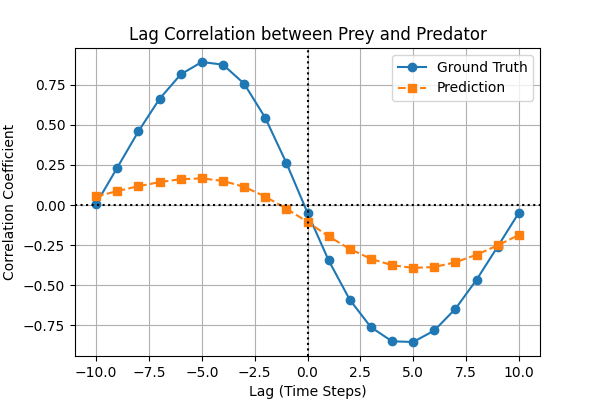 Lag Correlation between Prey and Predator
Ground Truth
Prediction
Correlation Coefficient
0.75
0.50
0.25
0.00
−0.25
−0.50
−0.75
−10.0 −7.5 −5.0 −2.5 0.0 2.5 5.0 7.5 10.0
Lag (Time Steps)